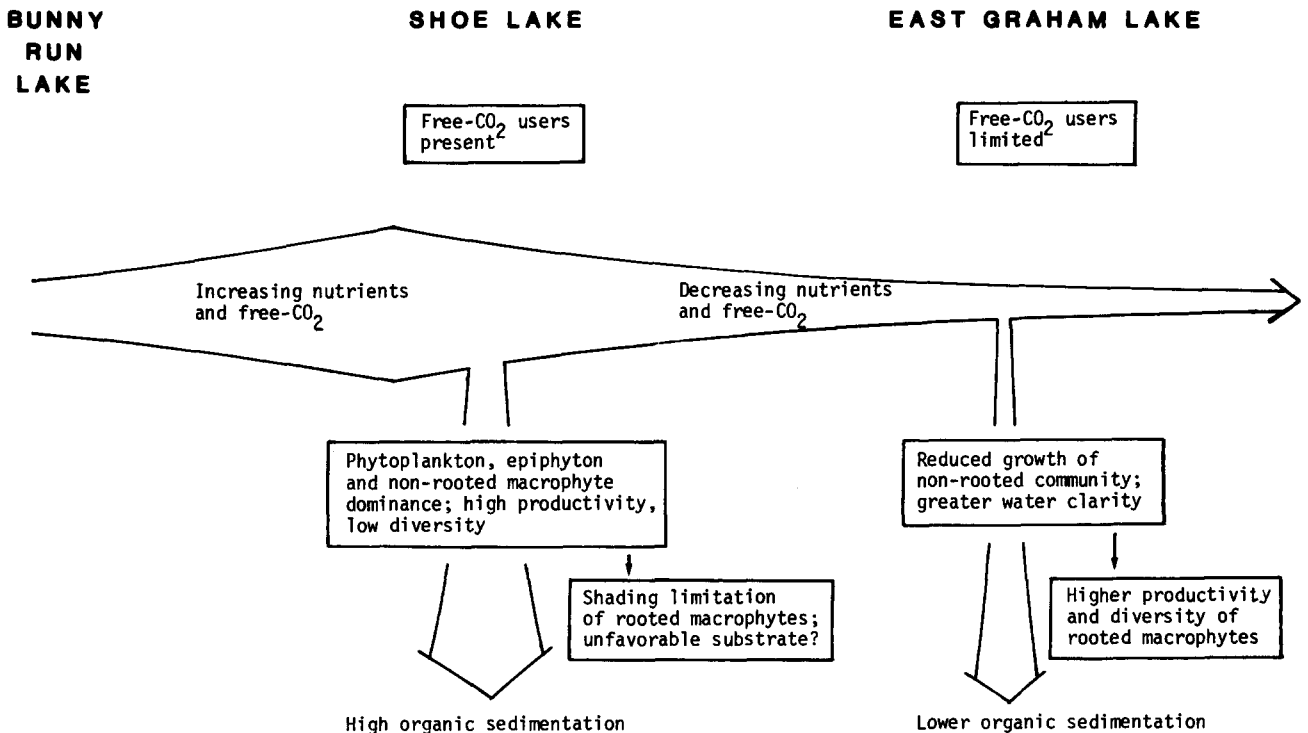 BUNNY
RUN
LAKE
SHOE LAKE
EAST GRAHAM LAKE
Free-CO2 users
present
Free-CO2 users
limited
Increasing nutrients
and free-CO2
Decreasing nutrients
and free-CO2
Phytoplankton, epiphyton
and non-rooted macrophyte
dominance; high productivity,
low diversity
Reduced growth of
non-rooted community;
greater water clarity
Shading limitation
of rooted macrophytes;
unfavorable substrate?
Higher productivity
and diversity of
rooted macrophytes
High organic sedimentation
Lower organic sedimentation